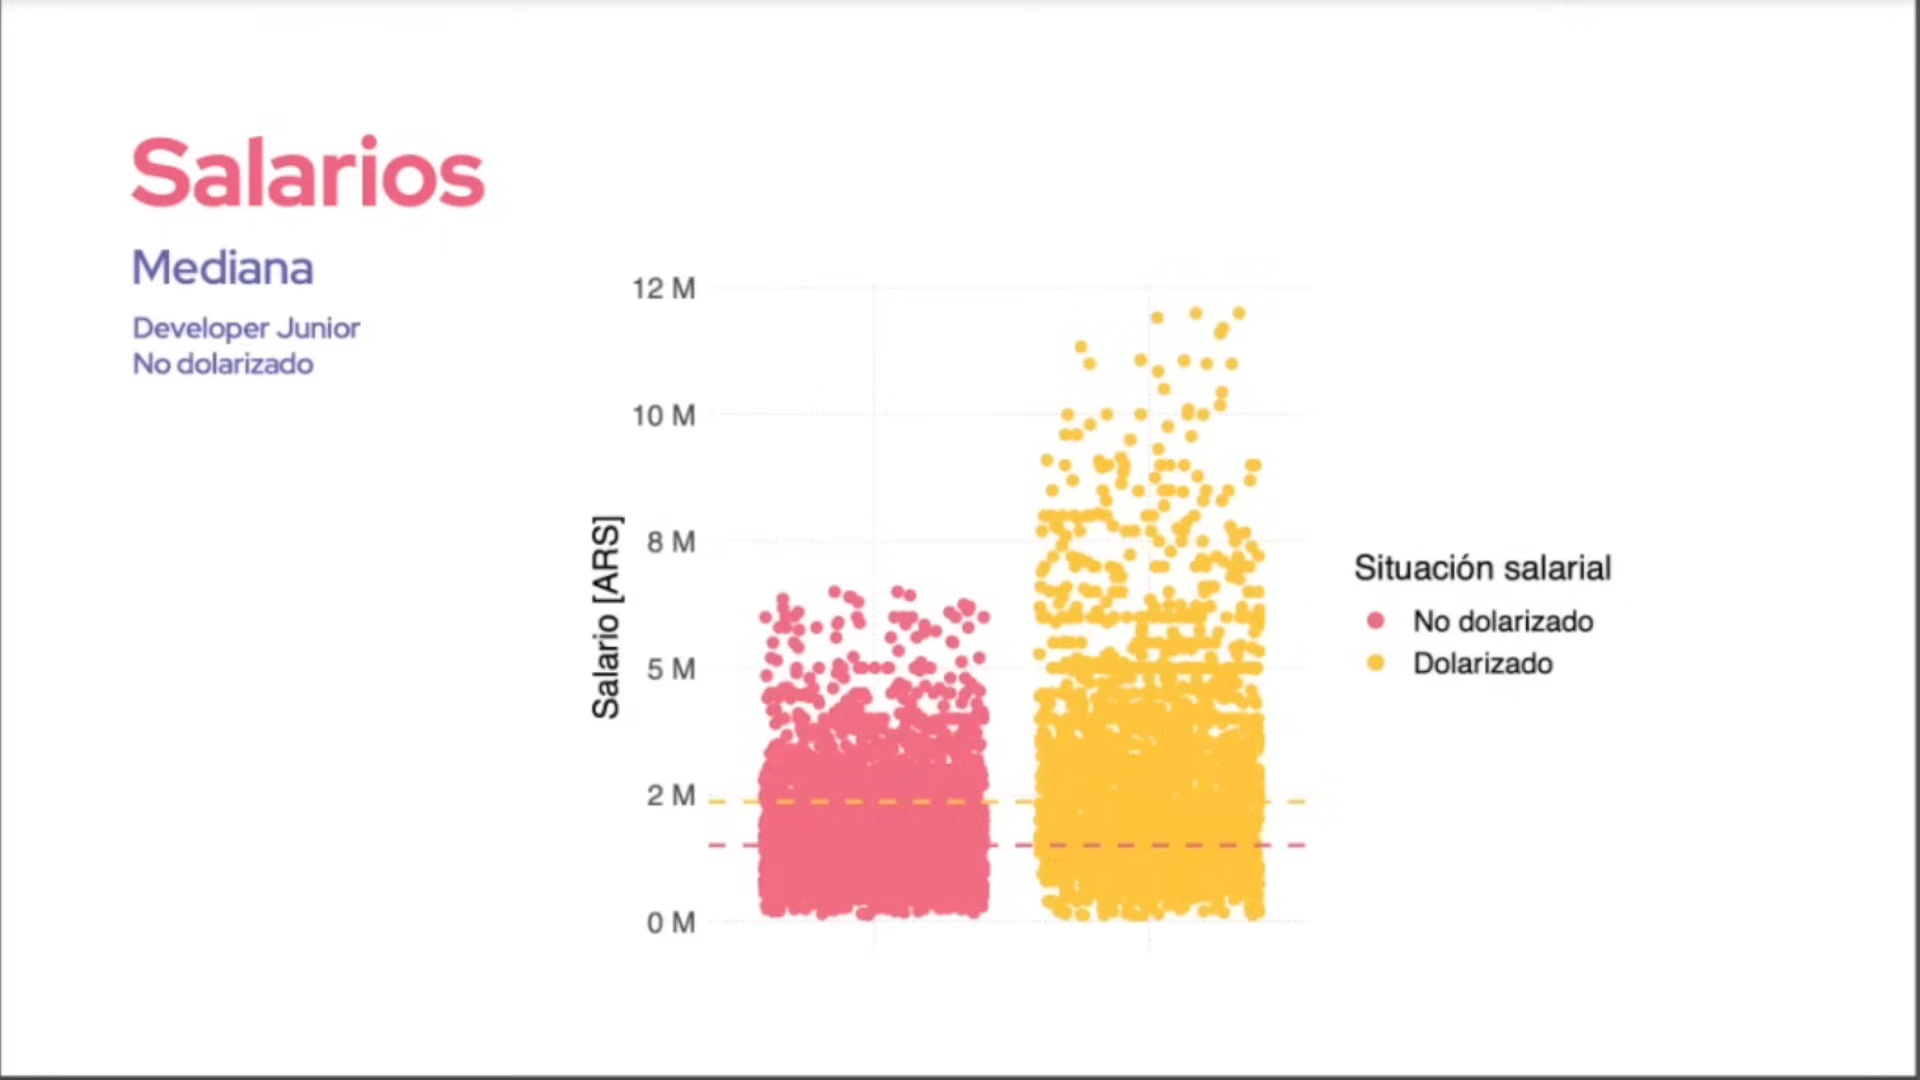 Salarios
Mediana
Developer Junior
No dolarizado
12 M
10 M
8 M
5 M
2 M
0 M
Salario [ARS]
Situación salarial
No dolarizado
Dolarizado